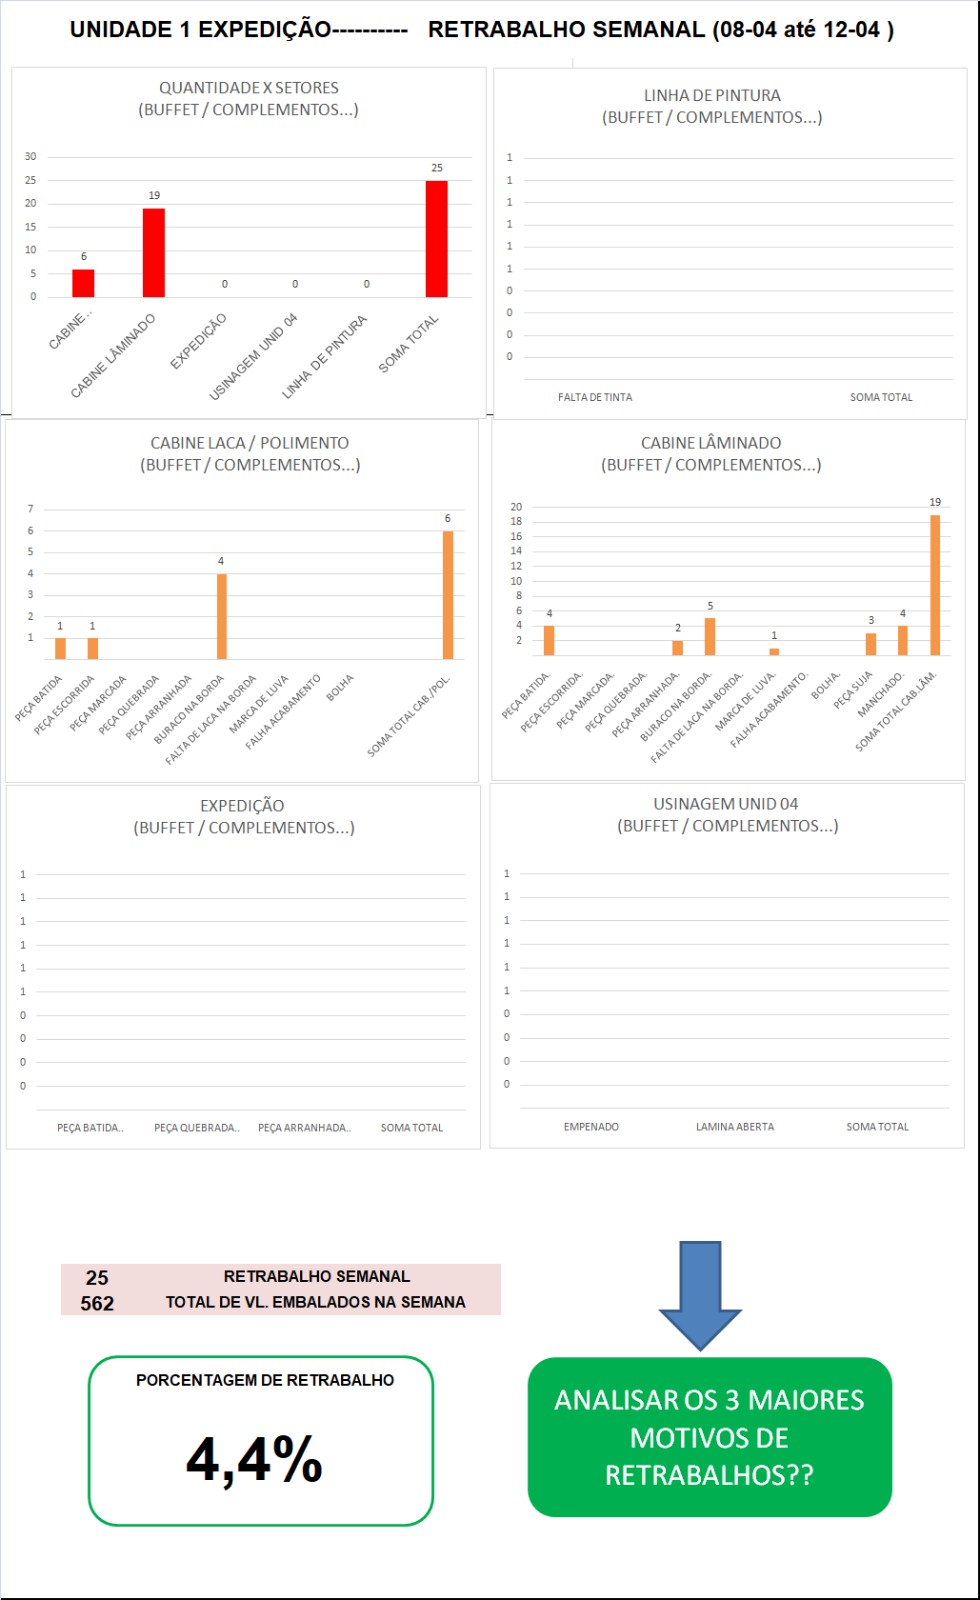 UNIDADE 1 EXPEDIÇÃO---------- RETRABALHO SEMANAL (08-04 até 12-04 )
QUANTIDADE X SETORES
(BUFFET / COMPLEMENTOS...)
30
25
20
15
10
5
0
6
19
0
0
0
25
CABINE..
CABINE LÂMINADO
EXPEDIÇÃO
USINAGEM UNID 04
LINHA DE PINTURA
SOMA TOTAL
LINHA DE PINTURA
(BUFFET / COMPLEMENTOS...)
1
1
1
1
1
1
0
0
0
0
FALTA DE TINTA
SOMA TOTAL
CABINE LACA / POLIMENTO
(BUFFET / COMPLEMENTOS...)
7
6
5
4
3
2
1
1
1
4
6
PEÇA BATIDA
PEÇA ESCORRIDA
PEÇA MARCADA
PEÇA QUEBRADA
PEÇA ARRANHADA
BURACO NA BORDA
FALTA DE LACA NA BORDA
MARCA DE LUVA
FALHA ACABAMENTO
BOLHA
SOMA TOTAL CAB./POL.
CABINE LÂMINADO
(BUFFET / COMPLEMENTOS...)
20
18
16
14
12
10
8
6
4
2
4
2
5
1
3
4
19
PEÇA BATIDA.
PEÇA ESCORRIDA.
PEÇA MARCADA.
PEÇA QUEBRADA.
PEÇA ARRANHADA.
BURACO NA BORDA.
FALTA DE LACA NA BORDA.
MARCA DE LUVA.
FALHA ACABAMENTO.
BOLHA.
PEÇA SUJA
MANCHADO.
SOMA TOTAL CAB.LÂM.
EXPEDIÇÃO
(BUFFET / COMPLEMENTOS...)
1
1
1
1
1
1
0
0
0
0
PEÇA BATIDA..
PEÇA QUEBRADA..
PEÇA ARRANHADA..
SOMA TOTAL
USINAGEM UNID 04
(BUFFET / COMPLEMENTOS...)
1
1
1
1
1
1
0
0
0
0
EMPENADO
LAMINA ABERTA
SOMA TOTAL
25 RETRABALHO SEMANAL
562 TOTAL DE VL. EMBALADOS NA SEMANA
PORCENTAGEM DE RETRABALHO
4,4%
ANALISAR OS 3 MAIORES
MOTIVOS DE
RETRABALHOS??